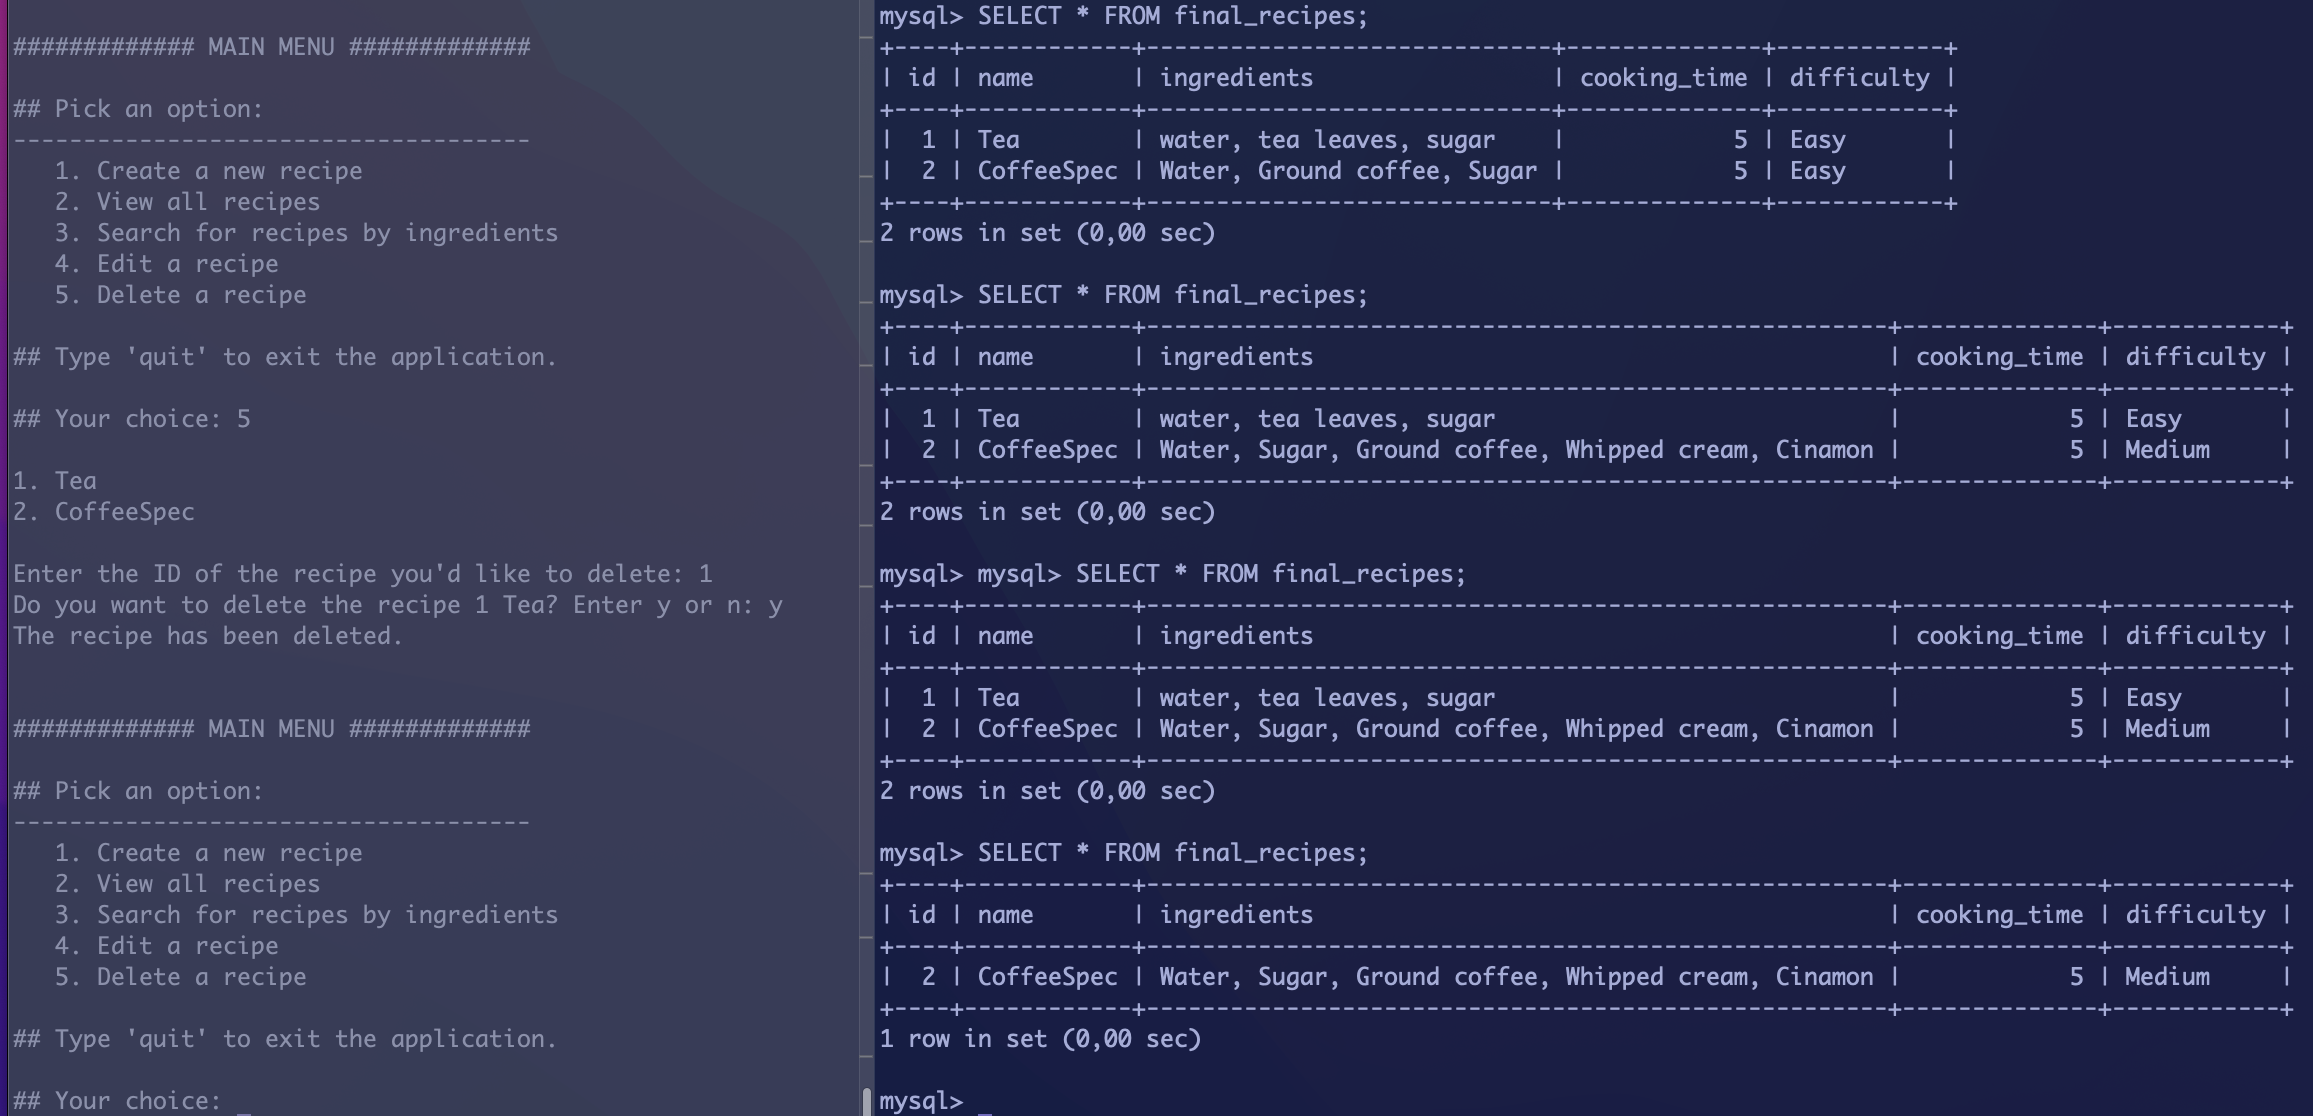 ############# MAIN MENU #############
## Pick an option:
-------------------------------------
   1. Create a new recipe
   2. View all recipes
   3. Search for recipes by ingredients
   4. Edit a recipe
   5. Delete a recipe
## Type 'quit' to exit the application.
## Your choice: 5
1. Tea
2. CoffeeSpec
Enter the ID of the recipe you'd like to delete: 1
Do you want to delete the recipe 1 Tea? Enter y or n: y
The recipe has been deleted.
############# MAIN MENU #############
## Pick an option:
-------------------------------------
   1. Create a new recipe
   2. View all recipes
   3. Search for recipes by ingredients
   4. Edit a recipe
   5. Delete a recipe
## Type 'quit' to exit the application.
## Your choice:
mysql> SELECT * FROM final_recipes;
+----+------------+-----------------------------+--------------+------------+
| id | name       | ingredients                 | cooking_time | difficulty |
+----+------------+-----------------------------+--------------+------------+
|  1 | Tea        | water, tea leaves, sugar    |            5 | Easy       |
|  2 | CoffeeSpec | Water, Ground coffee, Sugar |            5 | Easy       |
+----+------------+-----------------------------+--------------+------------+
2 rows in set (0,00 sec)
mysql> SELECT * FROM final_recipes;
+----+------------+-----------------------------------------------------+--------------+------------+
| id | name       | ingredients                                         | cooking_time | difficulty |
+----+------------+-----------------------------------------------------+--------------+------------+
|  1 | Tea        | water, tea leaves, sugar                            |            5 | Easy       |
|  2 | CoffeeSpec | Water, Sugar, Ground coffee, Whipped cream, Cinamon |            5 | Medium     |
+----+------------+-----------------------------------------------------+--------------+------------+
2 rows in set (0,00 sec)
mysql> mysql> SELECT * FROM final_recipes;
+----+------------+-----------------------------------------------------+--------------+------------+
| id | name       | ingredients                                         | cooking_time | difficulty |
+----+------------+-----------------------------------------------------+--------------+------------+
|  1 | Tea        | water, tea leaves, sugar                            |            5 | Easy       |
|  2 | CoffeeSpec | Water, Sugar, Ground coffee, Whipped cream, Cinamon |            5 | Medium     |
+----+------------+-----------------------------------------------------+--------------+------------+
2 rows in set (0,00 sec)
mysql> SELECT * FROM final_recipes;
+----+------------+-----------------------------------------------------+--------------+------------+
| id | name       | ingredients                                         | cooking_time | difficulty |
+----+------------+-----------------------------------------------------+--------------+------------+
|  2 | CoffeeSpec | Water, Sugar, Ground coffee, Whipped cream, Cinamon |            5 | Medium     |
+----+------------+-----------------------------------------------------+--------------+------------+
1 row in set (0,00 sec)
mysql>